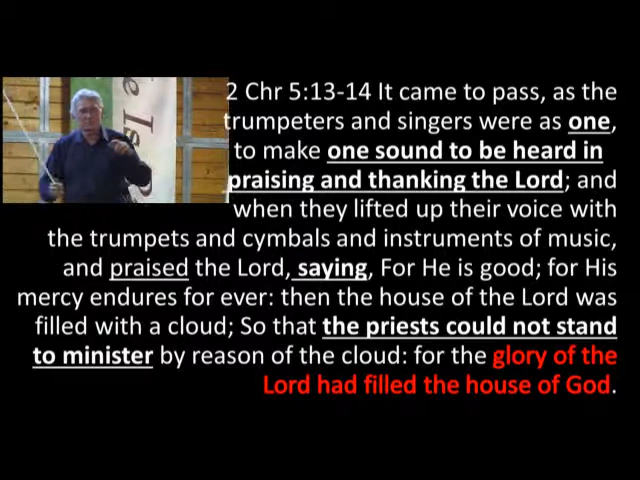 e Is
2 Chr 5:13-14 It came to pass, as the
trumpeters and singers were as one,
to make one sound to be heard in
praising and thanking the Lord; and
when they lifted up their voice with
the trumpets and cymbals and instruments of music,
and praised the Lord, saying, For He is good; for His
mercy endures for ever: then the house of the Lord was
filled with a cloud; So that the priests could not stand
to minister by reason of the cloud: for the glory of the
Lord had filled the house of God.